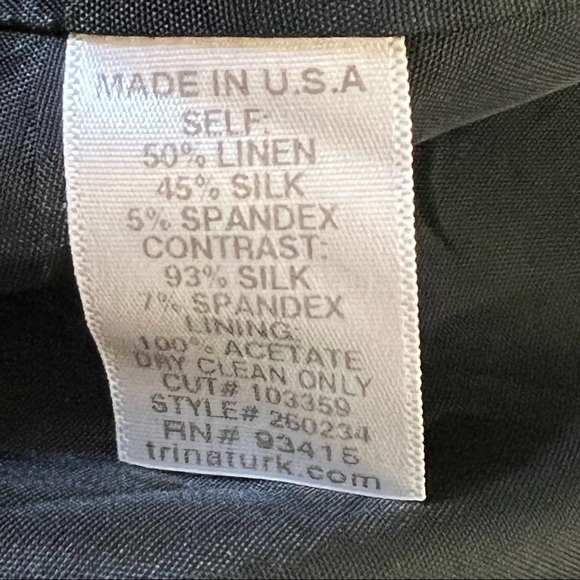 MADE IN U.S.A
SELF:
50% LINEN
45% SILK
5% SPANDEX
CONTRAST:
93% SILK
7% SPANDEX
LINING:
100% ACETATE
DRY CLEAN ONLY
CUT# 103359
STYLE# 260234
RN# 93415
trinaturk.com